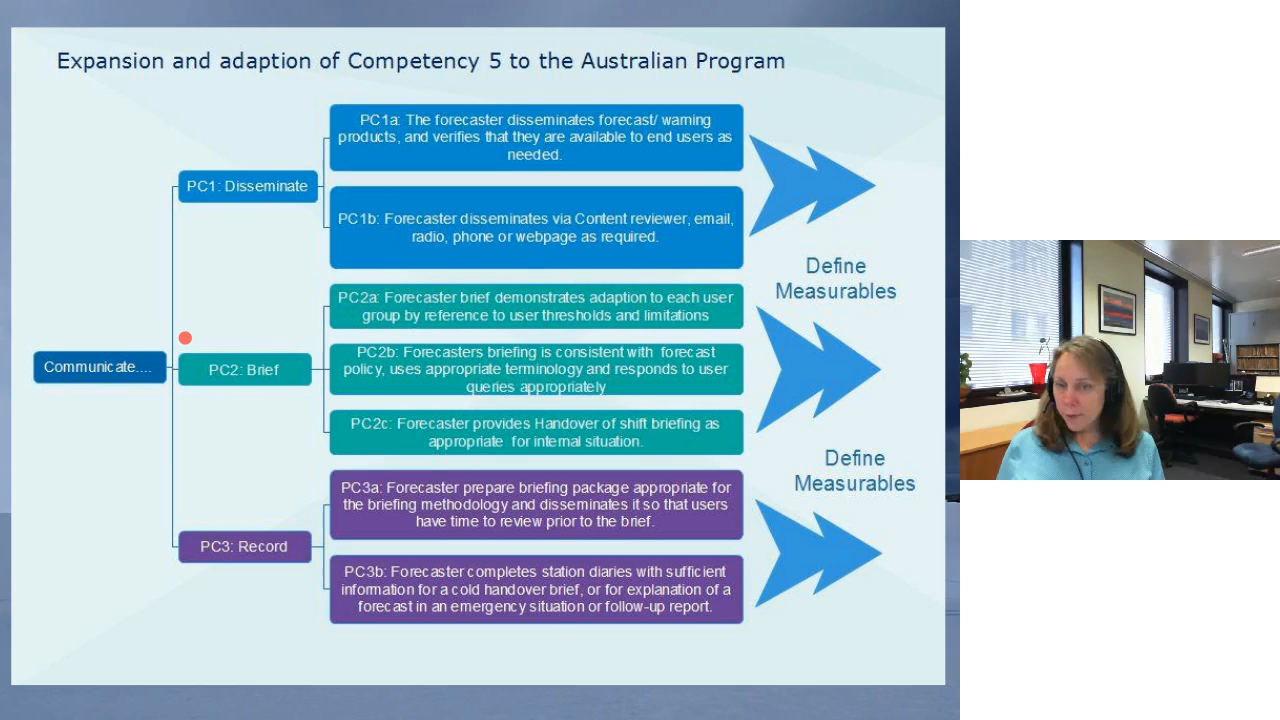 Expansion and adaption of Competency 5 to the Australian Program
PC1a: The forecaster disseminates forecast/ warning
products, and verifies that they are available to end users as
needed.
PC1: Disseminate
PC1b: Forecaster disseminates via Content reviewer, email,
radio, phone or webpage as required.
Define
Measurables
PC2a: Forecaster brief demonstrates adaption to each user
group by reference to user thresholds and limitations
Communicate....
PC2: Brief
PC2b: Forecasters briefing is consistent with forecast
policy, uses appropriate terminology and responds to user
queries appropriately
PC2c: Forecaster provides Handover of shift briefing as
appropriate for internal situation.
Define
Measurables
PC3a: Forecaster prepare briefing package appropriate for
the briefing methodology and disseminates it so that users
have time to review prior to the brief.
PC3: Record
PC3b: Forecaster completes station diaries with sufficient
information for a cold handover brief, or for explanation of a
forecast in an emergency situation or follow-up report.